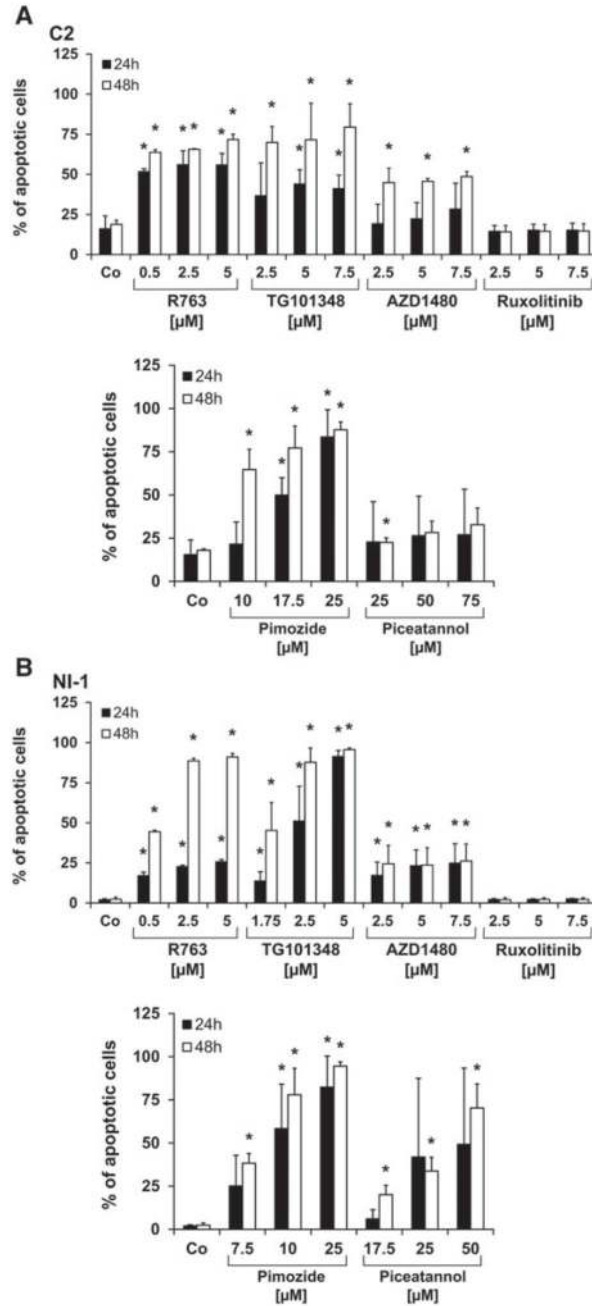 A
C2
24h
48h
% of apoptotic cells
125
100
75
50
25
0
* * * * * * * * * * * * * *
Co 0.5 2.5 5 2.5 5 7.5 2.5 5 7.5 2.5 5 7.5
R763 TG101348 AZD1480 Ruxolitinib
[µM] [µM] [µM] [µM]
24h
48h
% of apoptotic cells
125
100
75
50
25
0
* * * * * *
Co 10 17.5 25 25 50 75
Pimozide Piceatannol
[µM] [µM]
B
NI-1
24h
48h
% of apoptotic cells
125
100
75
50
25
0
* * * * * * * * * * * * * * * * * *
Co 0.5 2.5 5 1.75 2.5 5 2.5 5 7.5 2.5 5 7.5
R763 TG101348 AZD1480 Ruxolitinib
[µM] [µM] [µM] [µM]
24h
48h
% of apoptotic cells
125
100
75
50
25
0
* * * * * * * *
Co 7.5 10 25 17.5 25 50
Pimozide Piceatannol
[µM] [µM]